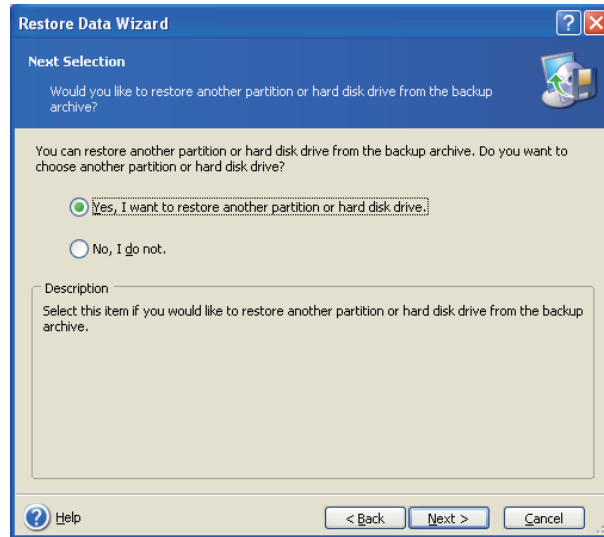 Restore Data Wizard
Next Selection
Would you like to restore another partition or hard disk drive from the backup
archive?
You can restore another partition or hard disk drive from the backup archive. Do you want to
choose another partition or hard disk drive?
Yes, I want to restore another partition or hard disk drive.
No, I do not.
Description
Select this item if you would like to restore another partition or hard disk drive from the backup
archive.
Help
< Back
Next >
Cancel